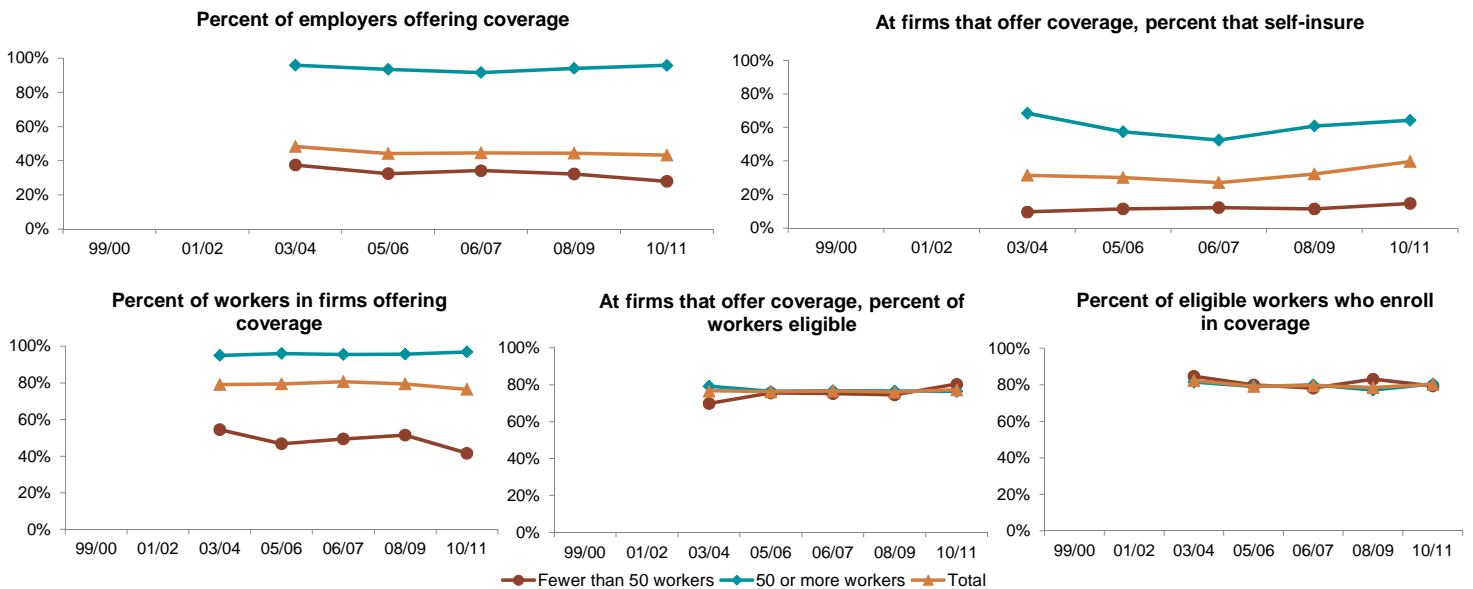 Percent of employers offering coverage
100%
80%
60%
40%
20%
0%
99/00 01/02 03/04 05/06 06/07 08/09 10/11
At firms that offer coverage, percent that self-insure
100%
80%
60%
40%
20%
0%
99/00 01/02 03/04 05/06 06/07 08/09 10/11
Percent of workers in firms offering
coverage
100%
80%
60%
40%
20%
0%
99/00 01/02 03/04 05/06 06/07 08/09 10/11
At firms that offer coverage, percent of
workers eligible
100%
80%
60%
40%
20%
0%
99/00 01/02 03/04 05/06 06/07 08/09 10/11
Percent of eligible workers who enroll
in coverage
100%
80%
60%
40%
20%
0%
99/00 01/02 03/04 05/06 06/07 08/09 10/11
Fewer than 50 workers 50 or more workers Total